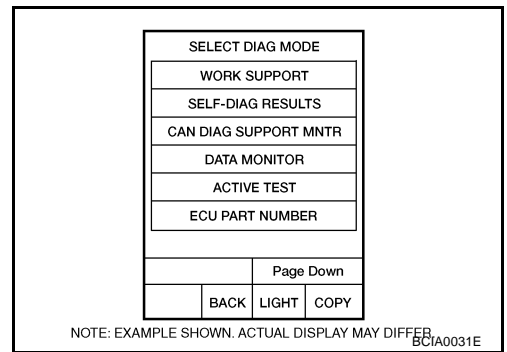 SELECT DIAG MODE
WORK SUPPORT
SELF-DIAG RESULTS
CAN DIAG SUPPORT MNTR
DATA MONITOR
ACTIVE TEST
ECU PART NUMBER
Page Down
BACK LIGHT COPY
NOTE: EXAMPLE SHOWN. ACTUAL DISPLAY MAY DIFFER.
BCIA0031E